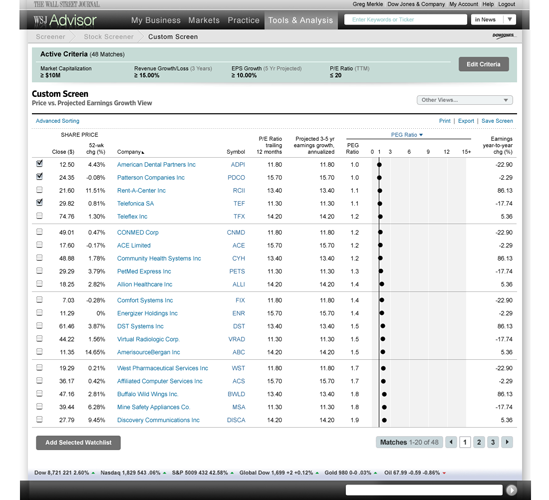 THE WALL STREET JOURNAL
Greg Merkle Dow Jones & Company My Account Help Logout
WSJ Advisor
My Business Markets Practice Tools & Analysis
Enter Keywords or Ticker in News
Screener Stock Screener Custom Screen
Active Criteria (48 Matches)
Market Capitalization Revenue Growth/Loss (3 Years) EPS Growth (5 Yr Projected) P/E Ratio (TTM)
≥ $10M ≥ 15.00% ≥ 10.00% ≤ 20
Edit Criteria
Custom Screen
Price vs. Projected Earnings Growth View
Other Views...
Advanced Sorting Print | Export | Save Screen
SHARE PRICE
Close ($) 52-wk chg (%) Company Symbol P/E Ratio trailing 12 months Projected 3-5 yr earnings growth, annualized PEG Ratio PEG Ratio 0 1 3 6 9 12 15+ Earnings year-to-year chg (%)
12.50 4.43% American Dental Partners Inc ADPI 11.80 11.80 1.0 -22.90
24.35 -0.08% Patterson Companies Inc PDCO 15.70 15.70 1.0 -2.29
21.60 11.51% Rent-A-Center Inc RCII 13.40 13.40 1.1 86.13
29.82 0.81% Telefonica SA TEF 11.30 11.30 1.1 -17.74
74.76 1.30% Teleflex Inc TFX 14.20 14.20 1.2 5.36
49.01 0.47% CONMED Corp CNMD 11.80 11.80 1.2 -22.90
17.60 -0.17% ACE Limited ACE 15.70 15.70 1.2 -2.29
48.88 1.78% Community Health Systems Inc CYH 13.40 13.40 1.2 86.13
29.29 3.79% PetMed Express Inc PETS 11.30 11.30 1.3 -17.74
18.25 2.82% Allion Healthcare Inc ALLI 14.20 14.20 1.4 5.36
7.03 -0.28% Comfort Systems Inc FIX 11.80 11.80 1.4 -22.90
11.29 0% Energizer Holdings Inc ENR 15.70 15.70 1.4 -2.29
61.46 3.87% DST Systems Inc DST 13.40 13.40 1.5 86.13
44.22 1.56% Virtual Radiologic Corp VRAD 11.30 11.30 1.5 -17.74
11.35 14.65% AmerisourceBergan Inc ABC 14.20 14.20 1.5 5.36
19.29 0.21% West Pharmaceutical Services Inc WST 11.80 11.80 1.7 -22.90
36.17 0.42% Affiliated Computer Services Inc ACS 15.70 15.70 1.7 -2.29
47.16 2.81% Buffalo Wild Wings Inc. BWLD 13.40 13.40 1.8 86.13
39.44 6.28% Mine Safety Appliances Co. MSA 11.30 11.30 1.8 -17.74
27.79 9.45% Discovery Communications Inc DISCA 14.20 14.20 1.9 5.36
Add Selected Watchlist Matches 1-20 of 48 1 2 3
Dow 8,721 221 2.60% Nasdaq 1,829 543 .06% S&P 5009 432 42.58% Global Dow 1,699 +2 +0.12% Gold 980 0-0 .03% Oil 67.99 -0.59 -0.86%